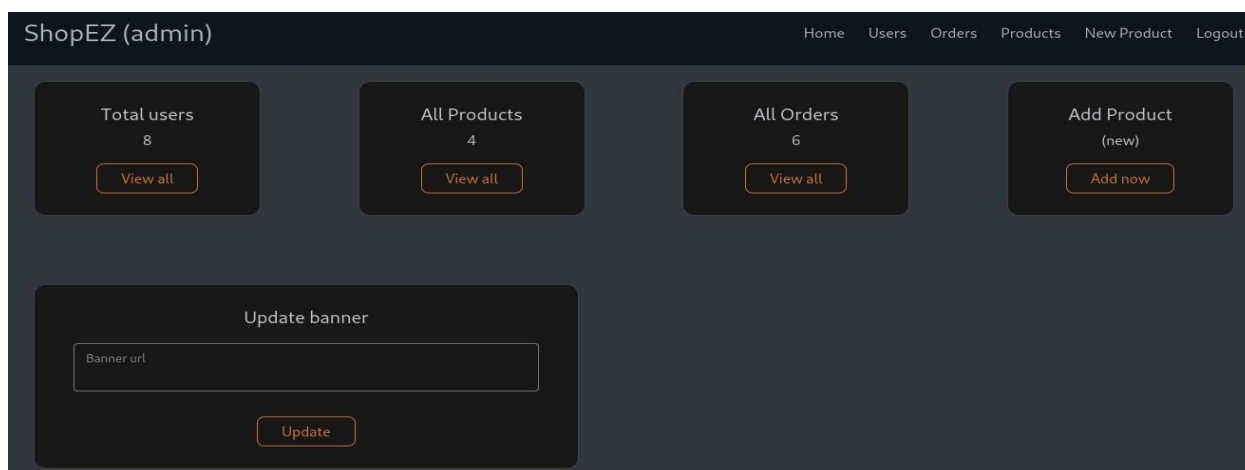 ShopEZ (admin)
Home Users Orders Products New Product Logout
Total users
8
View all
All Products
4
View all
All Orders
6
View all
Add Product
(new)
Add now
Update banner
Banner url
Update